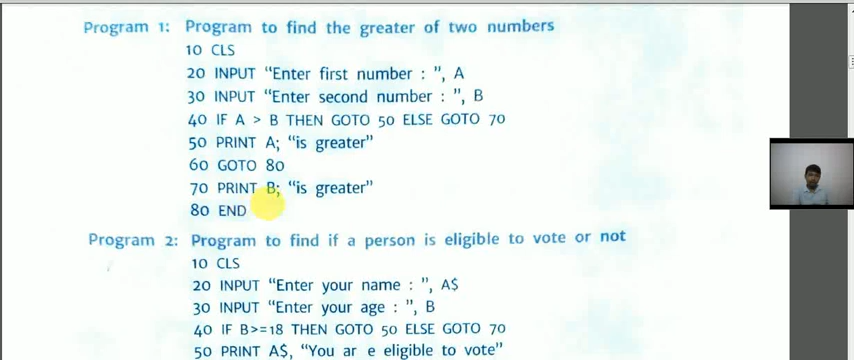 Program 1: Program to find the greater of two numbers
10 CLS
20 INPUT “Enter first number : ”, A
30 INPUT “Enter second number : ”, B
40 IF A > B THEN GOTO 50 ELSE GOTO 70
50 PRINT A; “is greater”
60 GOTO 80
70 PRINT B; “is greater”
80 END
Program 2: Program to find if a person is eligible to vote or not
10 CLS
20 INPUT “Enter your name : ”, A$
30 INPUT “Enter your age : ”, B
40 IF B>=18 THEN GOTO 50 ELSE GOTO 70
50 PRINT A$, “You ar e eligible to vote”